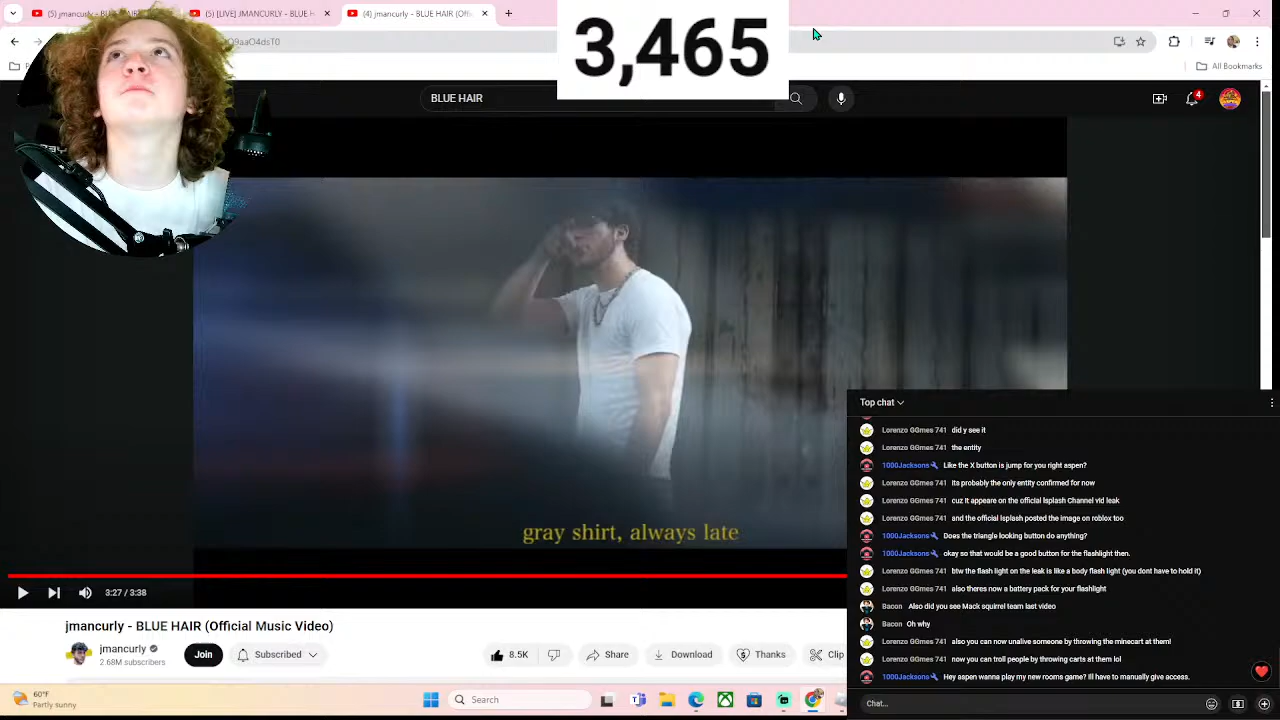 (5) jmancurly - BLUE HAIR (Offi
(5) [LIVE] JMANCURLY - BLUE H
(4) jmancurly - BLUE HAIR (Offi
Q9aaO4dsT0
All Bookmarks
3,465
BLUE HAIR
4
gray shirt, always late
3:27 / 3:38
jmancurly - BLUE HAIR (Official Music Video)
jmancurly
2.68M subscribers
Join
Subscribed
8.5K
Share
Download
Thanks
Clip
Top chat
Lorenzo GGmes 741 did y see it
Lorenzo GGmes 741 the entity
1000Jacksons Like the X button is jump for you right aspen?
Lorenzo GGmes 741 its probably the only entity confirmed for now
Lorenzo GGmes 741 cuz it appear on the official lsplash Channel vid leak
Lorenzo GGmes 741 and the official lsplash posted the image on roblox too
1000Jacksons Does the triangle looking button do anything?
1000Jacksons okay so that would be a good button for the flashlight then.
Lorenzo GGmes 741 btw the flash light on the leak is like a body flash light (you dont have to hold it)
Lorenzo GGmes 741 also theres now a battery pack for your flashlight
Bacon Also did you see Mack squirrel team last video
Bacon Oh why
Lorenzo GGmes 741 also you can now unalive someone by throwing the minecart at them!
Lorenzo GGmes 741 now you can troll people by throwing carts at them lol
1000Jacksons Hey aspen wanna play my new rooms game? Ill have to manually give access.
Chat...
60°F
Partly sunny
Search